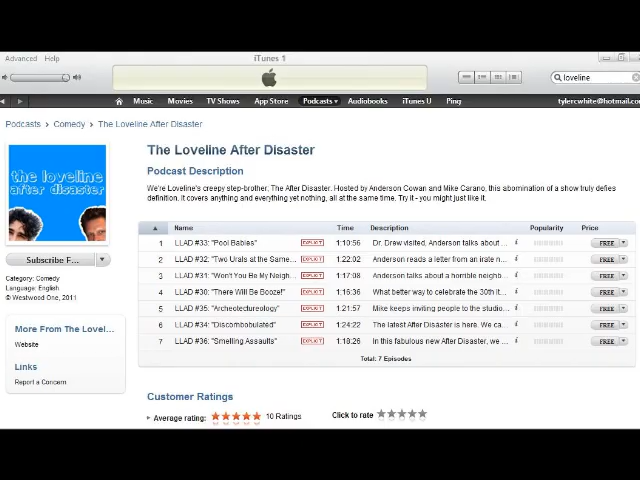 Advanced Help
iTunes 1
loveline
Music Movies TV Shows App Store Podcasts Audiobooks iTunes U Ping
Podcasts Comedy The Loveline After Disaster
the loveline
after disaster
Subscribe F...
Category: Comedy
Language: English
© Westwood One, 2011
More From The Lovel...
Website
Links
Report a Concern
The Loveline After Disaster
Podcast Description
We're Loveline's creepy step-brother; The After Disaster. Hosted by Anderson Cowan and Mike Carano, this abomination of a show truly defies
definition. It covers anything and everything yet nothing, all at the same time. Try it - you might just like it.
Name Time Description Popularity Price
1 LLAD #33: "Pool Babies" EXPLICIT 1:10:56 Dr. Drew visited, Anderson talks about ... i FREE
2 LLAD #32: "Two Urals at the Same... EXPLICIT 1:22:02 Anderson reads a letter from an irate n... i FREE
3 LLAD #31: "Won't You Be My Neigh... EXPLICIT 1:17:08 Anderson talks about a horrible neighb... i FREE
4 LLAD #30: "There Will Be Booze!" EXPLICIT 1:16:36 What better way to celebrate the 30th it... i FREE
5 LLAD #35: "Archeotectureology" EXPLICIT 1:21:57 Mike keeps inviting people to the studio... i FREE
6 LLAD #34: "Discombobulated" EXPLICIT 1:24:22 The latest After Disaster is here. We ca... i FREE
7 LLAD #36: "Smelling Assaults" EXPLICIT 1:18:26 In this fabulous new After Disaster, we ... i FREE
Total: 7 Episodes
Customer Ratings
Average rating: 10 Ratings Click to rate